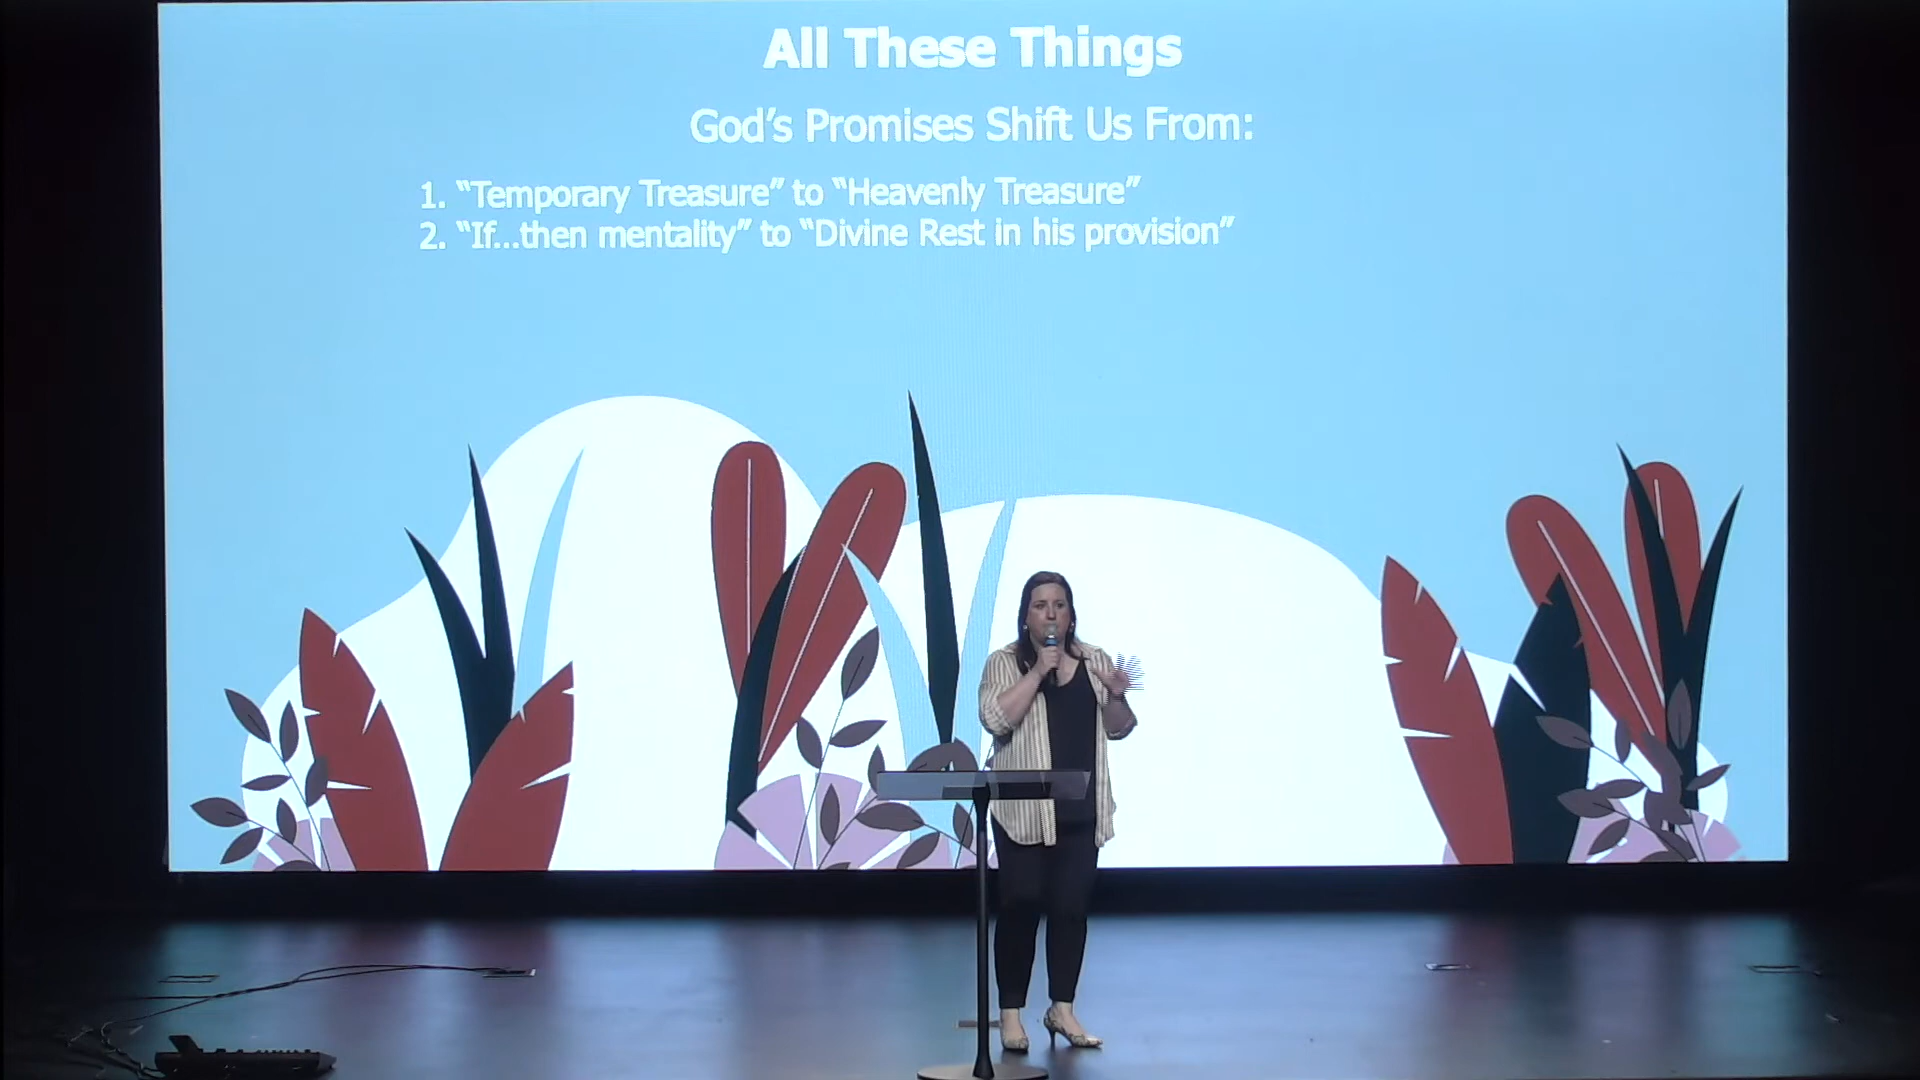 All These Things
God’s Promises Shift Us From:
1. “Temporary Treasure” to “Heavenly Treasure”
2. “If...then mentality” to “Divine Rest in his provision”